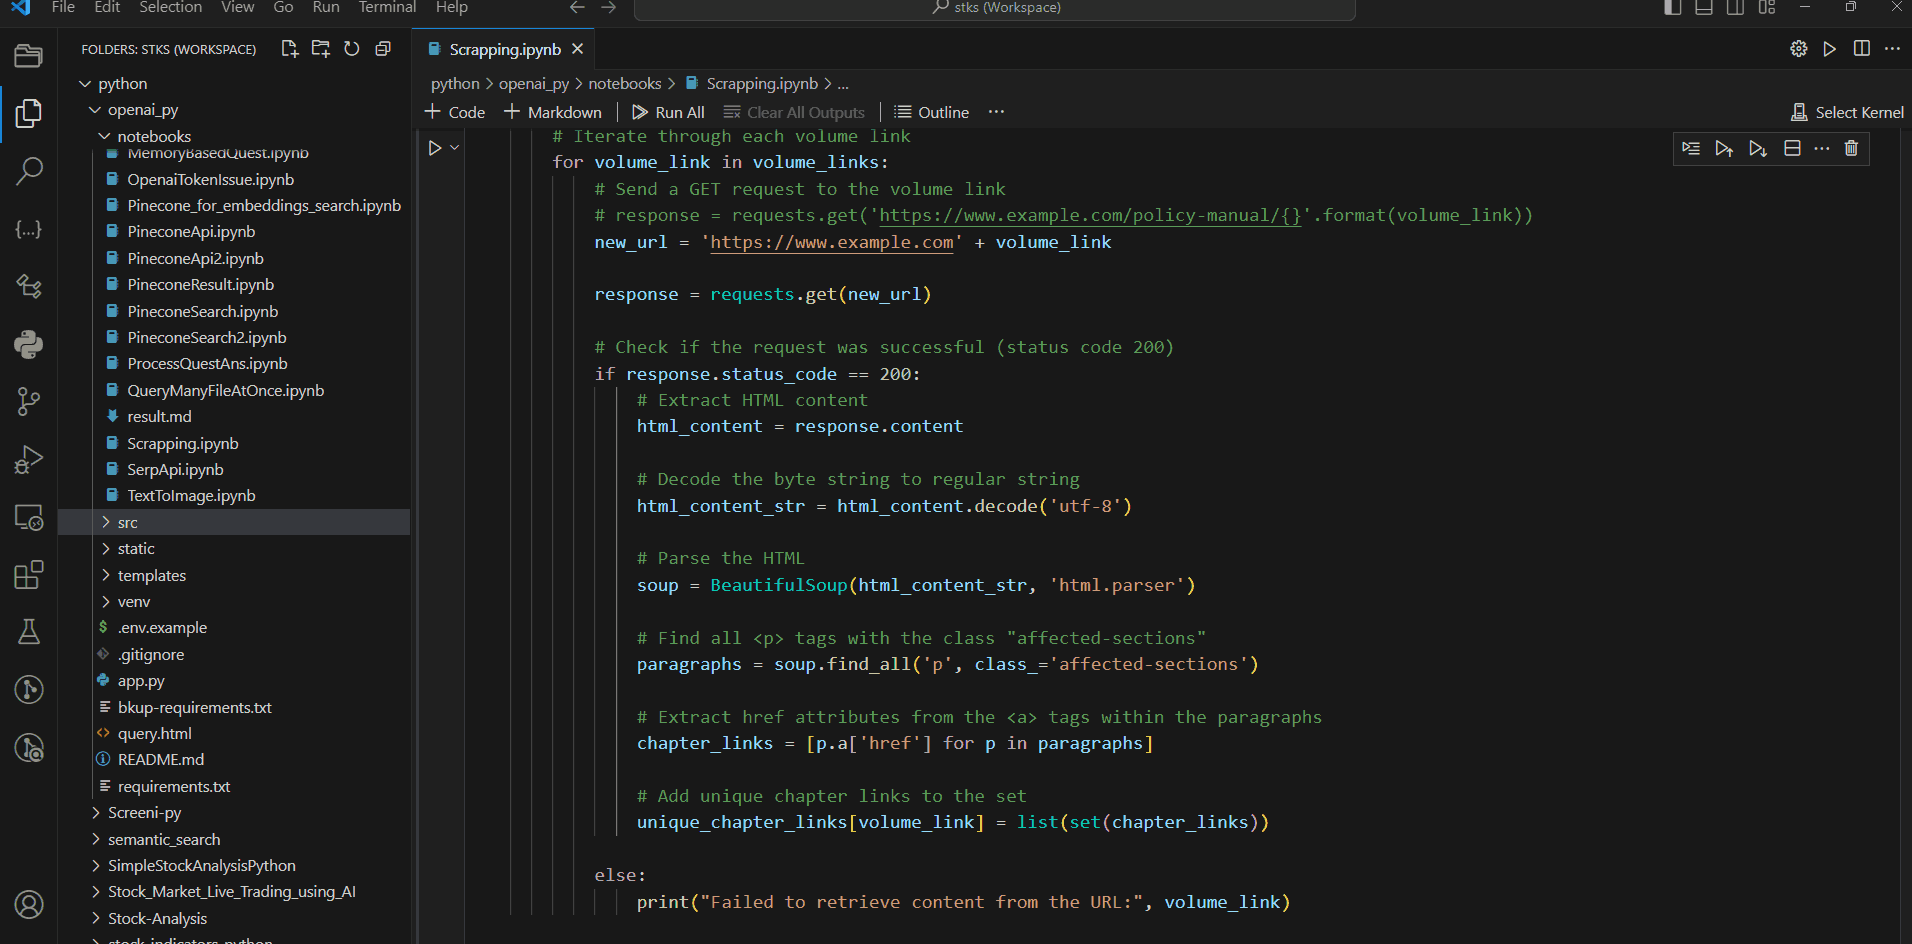 File Edit Selection View Go Run Terminal Help stks (Workspace)
FOLDERS: STKS (WORKSPACE)
python
openai_py
notebooks
MemoryBasedQuest.ipynb
OpenaiTokenIssue.ipynb
Pinecone_for_embeddings_search.ipynb
PineconeApi.ipynb
PineconeApi2.ipynb
PineconeResult.ipynb
PineconeSearch.ipynb
PineconeSearch2.ipynb
ProcessQuestAns.ipynb
QueryManyFileAtOnce.ipynb
result.md
Scrapping.ipynb
SerpApi.ipynb
TextToImage.ipynb
src
static
templates
venv
.env.example
.gitignore
app.py
bkup-requirements.txt
query.html
README.md
requirements.txt
Screeni-py
semantic_search
SimpleStockAnalysisPython
Stock_Market_Live_Trading_using_AI
Stock-Analysis
stock-indicators-python
Scrapping.ipynb
python > openai_py > notebooks > Scrapping.ipynb > ...
+ Code + Markdown Run All Clear All Outputs Outline ... Select Kernel
# Iterate through each volume link
for volume_link in volume_links:
# Send a GET request to the volume link
# response = requests.get('https://www.example.com/policy-manual/{}'.format(volume_link))
new_url = 'https://www.example.com' + volume_link
response = requests.get(new_url)
# Check if the request was successful (status code 200)
if response.status_code == 200:
# Extract HTML content
html_content = response.content
# Decode the byte string to regular string
html_content_str = html_content.decode('utf-8')
# Parse the HTML
soup = BeautifulSoup(html_content_str, 'html.parser')
# Find all <p> tags with the class "affected-sections"
paragraphs = soup.find_all('p', class_='affected-sections')
# Extract href attributes from the <a> tags within the paragraphs
chapter_links = [p.a['href'] for p in paragraphs]
# Add unique chapter links to the set
unique_chapter_links[volume_link] = list(set(chapter_links))
else:
print("Failed to retrieve content from the URL:", volume_link)